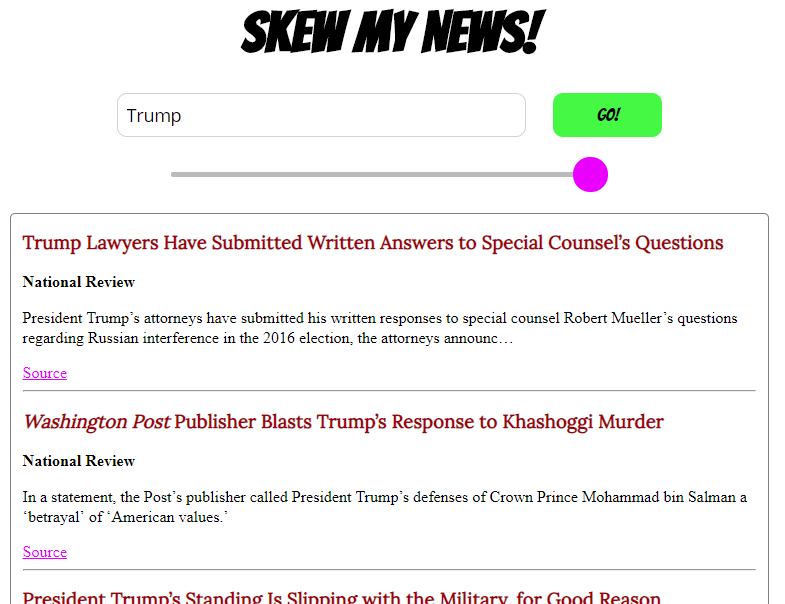 SKEW MY NEWS!
Trump
GO!
Trump Lawyers Have Submitted Written Answers to Special Counsel’s Questions
National Review
President Trump’s attorneys have submitted his written responses to special counsel Robert Mueller’s questions
regarding Russian interference in the 2016 election, the attorneys announc…
Source
Washington Post Publisher Blasts Trump’s Response to Khashoggi Murder
National Review
In a statement, the Post’s publisher called President Trump’s defenses of Crown Prince Mohammad bin Salman a
‘betrayal’ of ‘American values.’
Source
President Trump’s Standing Is Slipping with the Military, for Good Reason